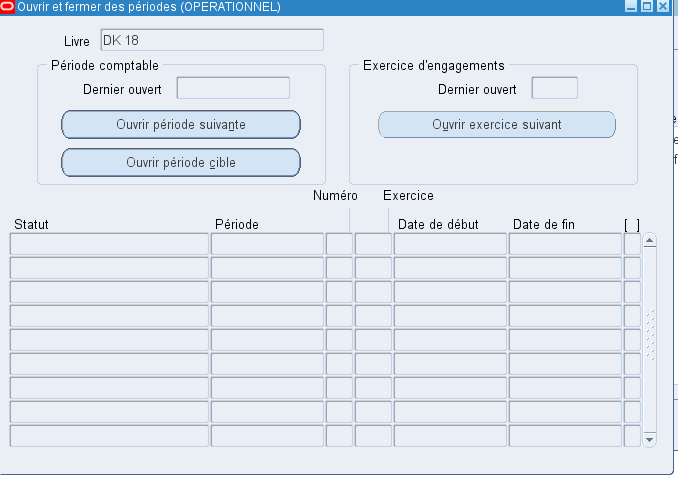 Ouvrir et fermer des périodes (OPERATIONNEL)
Livre DK 18
Période comptable
Exercice d'engagements
Dernier ouvert
Dernier ouvert
Ouvrir période suivante
Ouvrir exercice suivant
Ouvrir période cible
Numéro Exercice
Statut Période Date de début Date de fin [ ]